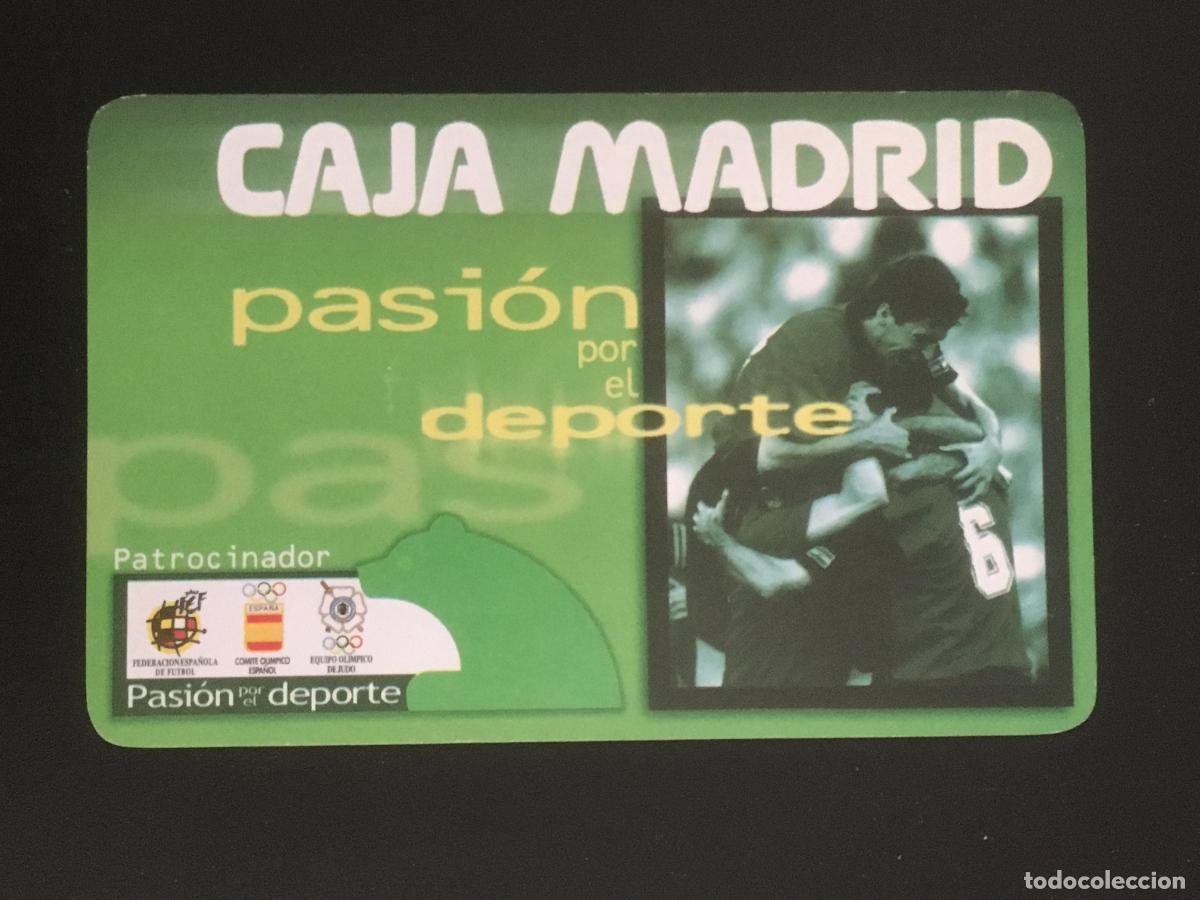 CAJA MADRID
pasión
por
el
deporte
pas
6
Patrocinador
ESPAÑA
FEDERACION ESPAÑOLA
DE FUTBOL
COMITE OLIMPICO
ESPAÑOL
EQUIPO OLÍMPICO
DE JUDO
Pasión por el deporte
todocoleccion